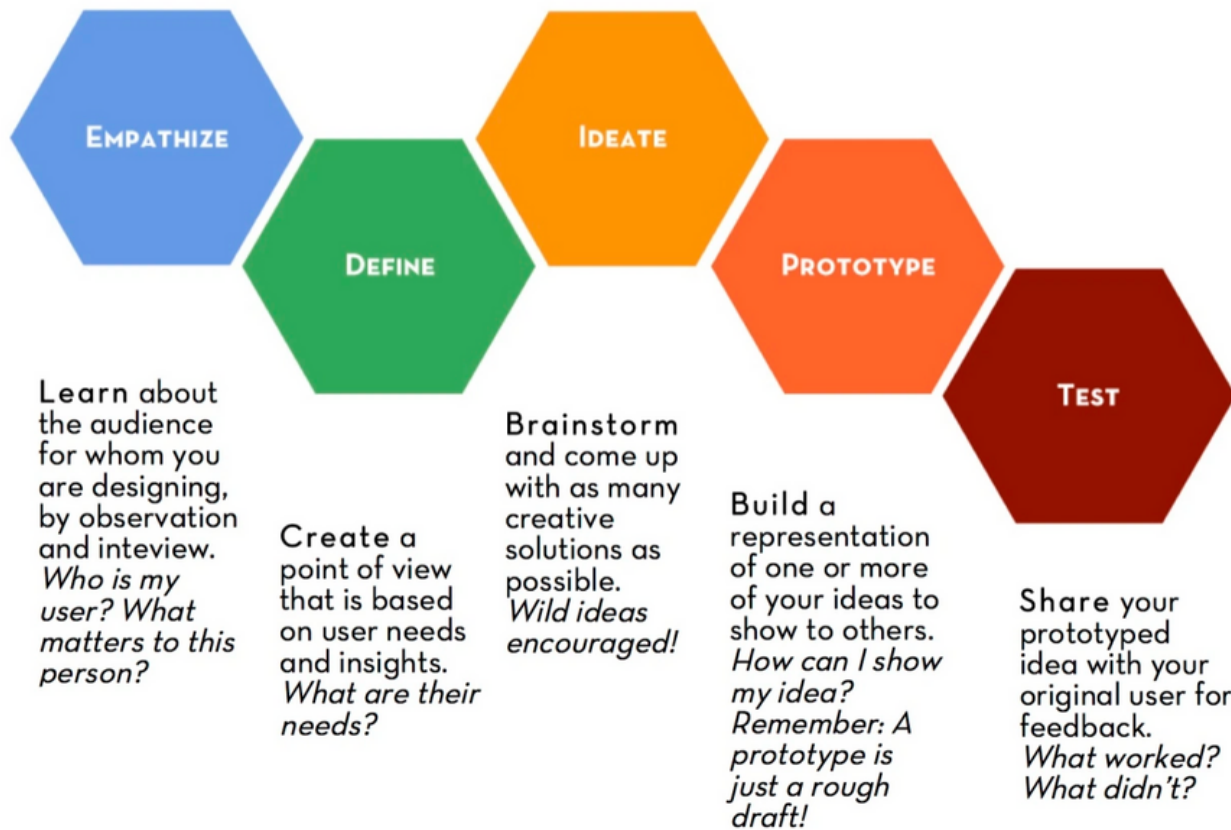 EMPATHIZE
Learn about
the audience
for whom you
are designing,
by observation
and inteview.
Who is my
user? What
matters to this
person?
DEFINE
Create a
point of view
that is based
on user needs
and insights.
What are their
needs?
IDEATE
Brainstorm
and come up
with as many
creative
solutions as
possible.
Wild ideas
encouraged!
PROTOTYPE
Build a
representation
of one or more
of your ideas to
show to others.
How can I show
my idea?
Remember: A
prototype is
just a rough
draft!
TEST
Share your
prototyped
idea with your
original user for
feedback.
What worked?
What didn't?